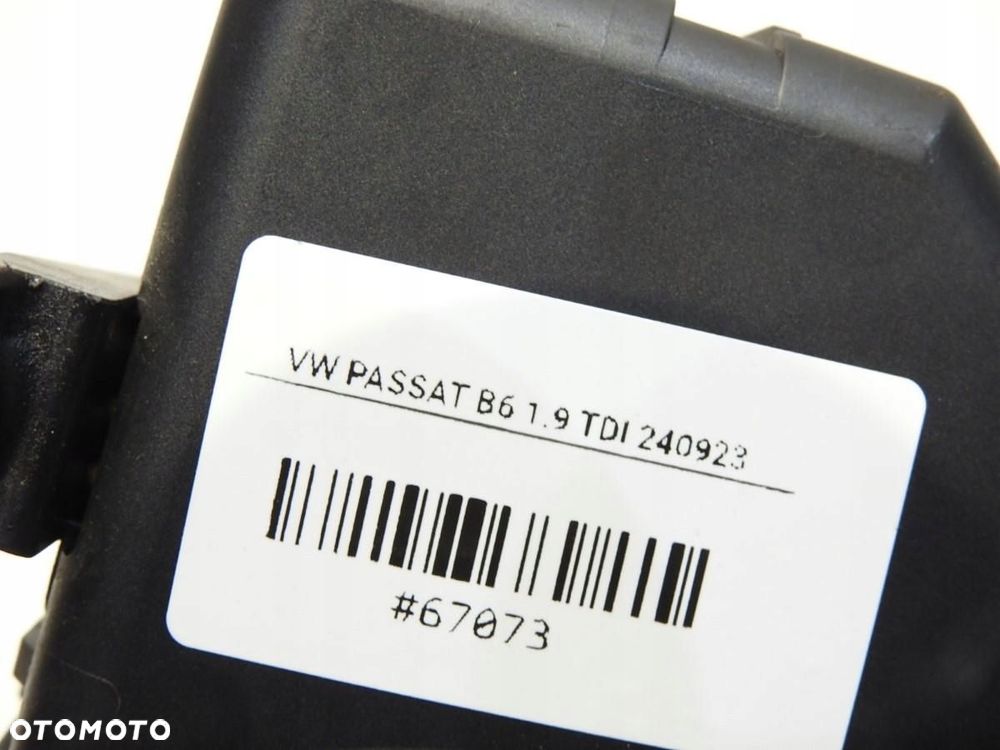 VW PASSAT B6 1.9 TDI 240923
#67073
OTOMOTO